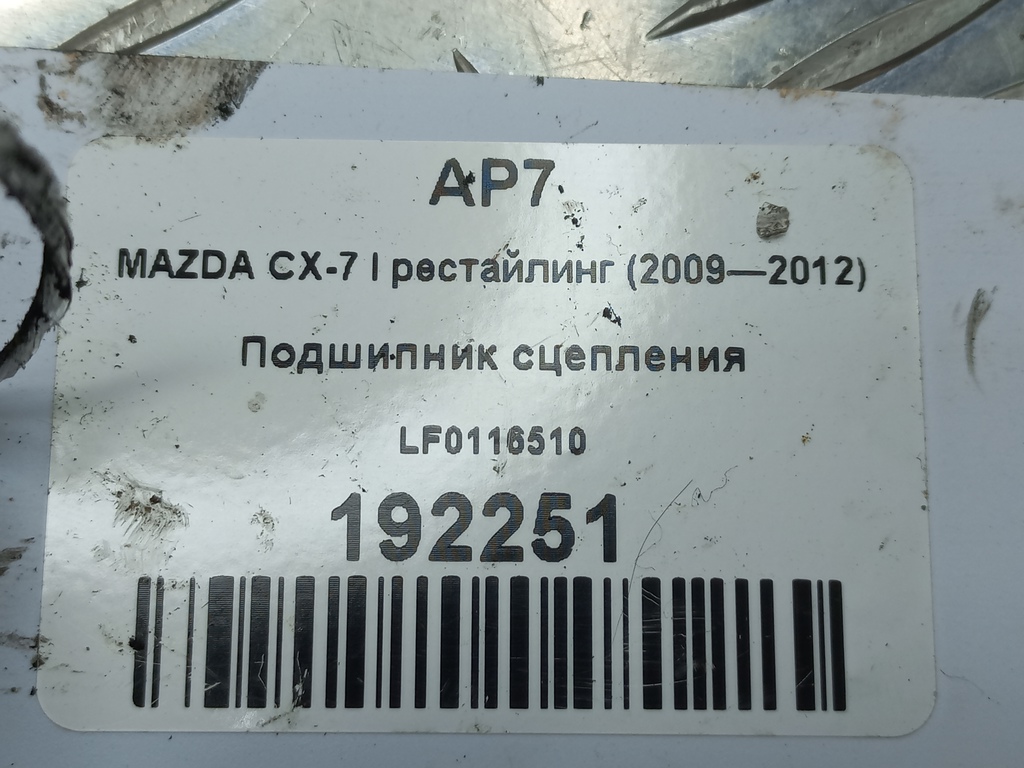 AP7
MAZDA CX-7 I рестайлинг (2009—2012)
Подшипник сцепления
LF0116510
192251